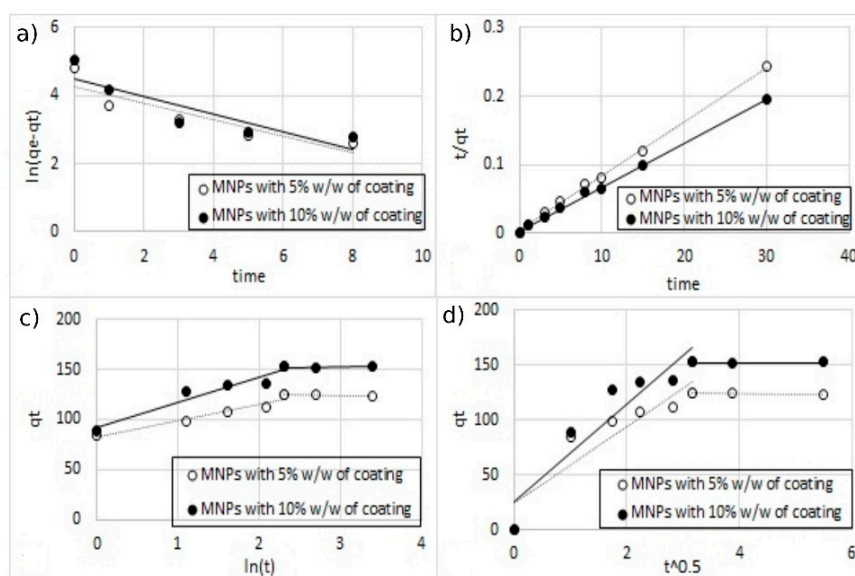 a)
6
4
2
0
ln(qe-qt)
0 2 4 6 8 10
time
MNPs with 5% w/w of coating
MNPs with 10% w/w of coating
b)
0.3
0.2
0.1
0
t/qt
0 10 20 30 40
time
MNPs with 5% w/w of coating
MNPs with 10% w/w of coating
c)
200
150
100
50
0
qt
0 1 2 3 4
ln(t)
MNPs with 5% w/w of coating
MNPs with 10% w/w of coating
d)
200
150
100
50
0
qt
0 2 4 6
t^0.5
MNPs with 5% w/w of coating
MNPs with 10% w/w of coating